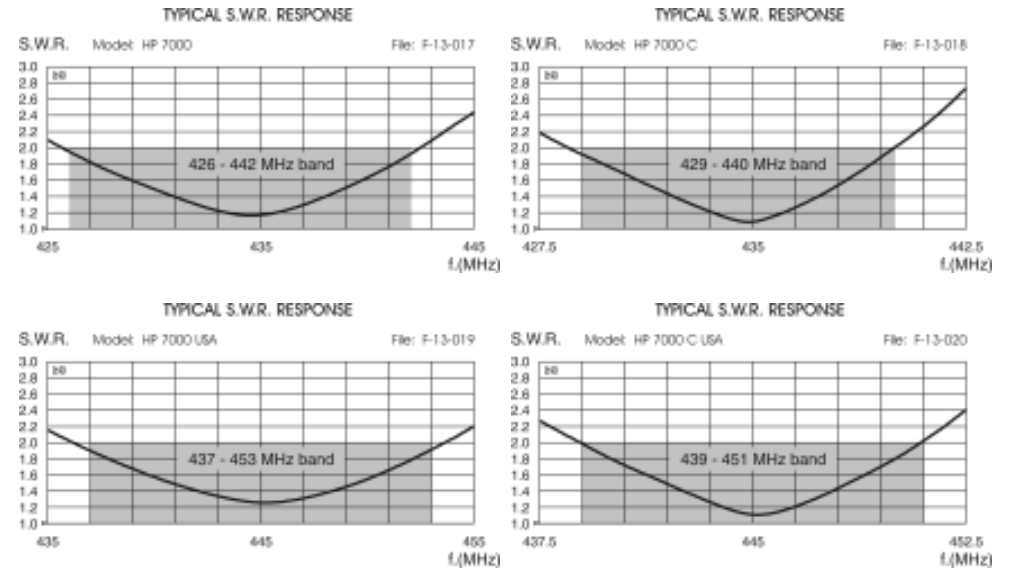 TYPICAL S.W.R. RESPONSE
S.W.R. Model: HP 7000 File: F-13-017
3.0
2.8
2.6
2.4
2.2
2.0
1.8
1.6
1.4
1.2
1.0
426 - 442 MHz band
425 435 445
f.(MHz)
TYPICAL S.W.R. RESPONSE
S.W.R. Model: HP 7000 C File: F-13-018
3.0
2.8
2.6
2.4
2.2
2.0
1.8
1.6
1.4
1.2
1.0
429 - 440 MHz band
427.5 435 442.5
f.(MHz)
TYPICAL S.W.R. RESPONSE
S.W.R. Model: HP 7000 USA File: F-13-019
3.0
2.8
2.6
2.4
2.2
2.0
1.8
1.6
1.4
1.2
1.0
437 - 453 MHz band
435 445 455
f.(MHz)
TYPICAL S.W.R. RESPONSE
S.W.R. Model: HP 7000 C USA File: F-13-020
3.0
2.8
2.6
2.4
2.2
2.0
1.8
1.6
1.4
1.2
1.0
439 - 451 MHz band
437.5 445 452.5
f.(MHz)